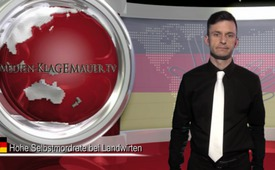 MEDIEN-KLAGEMAUER.TV
Hohe Selbstmordrate bei Landwirten